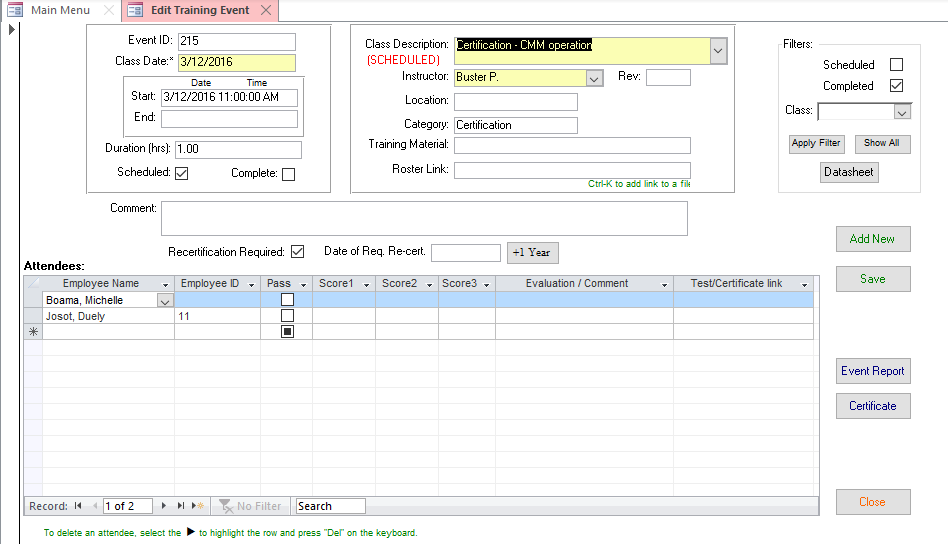 Main Menu Edit Training Event
Event ID: 215
Class Date:* 3/12/2016
Date Time
Start: 3/12/2016 11:00:00 AM
End:
Duration (hrs): 1.00
Scheduled: Complete:
Class Description: Certification - CMM operation
(SCHEDULED)
Instructor: Buster P. Rev:
Location:
Category: Certification
Training Material:
Roster Link:
Ctrl-K to add link to a file
Filters:
Scheduled
Completed
Class:
Apply Filter Show All
Datasheet
Comment:
Recertification Required: Date of Req. Re-cert. +1 Year
Add New
Save
Attendees:
Employee Name Employee ID Pass Score1 Score2 Score3 Evaluation / Comment Test/Certificate link
Boama, Michelle
Josot, Duely 11
Event Report
Certificate
Close
Record: 1 of 2 No Filter Search
To delete an attendee, select the ▶ to highlight the row and press "Del" on the keyboard.